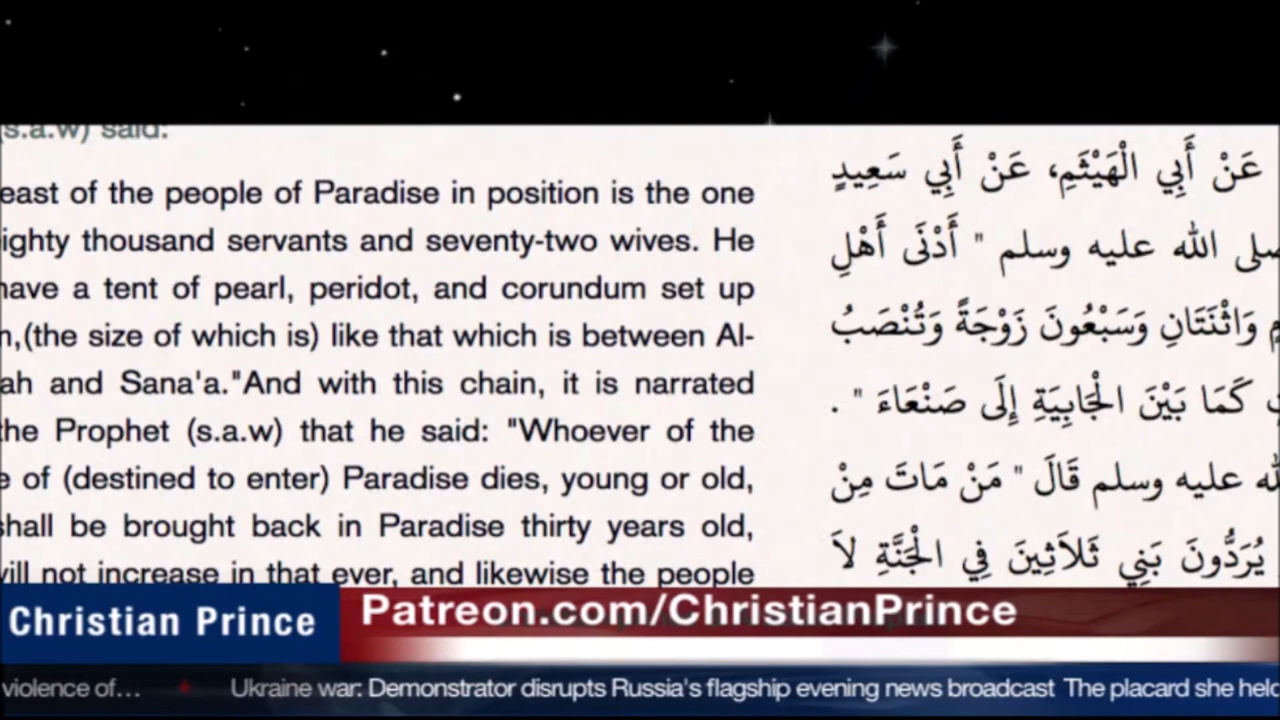 (s.a.w) said:
east of the people of Paradise in position is the one
ighty thousand servants and seventy-two wives. He
have a tent of pearl, peridot, and corundum set up
n,(the size of which is) like that which is between Al-
ah and Sana'a."And with this chain, it is narrated
the Prophet (s.a.w) that he said: "Whoever of the
e of (destined to enter) Paradise dies, young or old,
shall be brought back in Paradise thirty years old,
will not increase in that ever, and likewise the people
عَنْ أَبِي الْهَيْثَمِ، عَنْ أَبِي سَعِيدٍ
صلى الله عليه وسلم " أَدْنَى أَهْلِ
وَاثْنَتَانِ وَسَبْعُونَ زَوْجَةً وَتُنْصَبُ
كَمَا بَيْنَ الْجَابِيَةِ إِلَى صَنْعَاءَ " .
الله عليه وسلم قَالَ " مَنْ مَاتَ مِنْ
يُرَدُّونَ بَنِي ثَلاَثِينَ فِي الْجَنَّةِ لاَ
Christian Prince
Patreon.com/ChristianPrince
violence of… Ukraine war: Demonstrator disrupts Russia's flagship evening news broadcast The placard she held